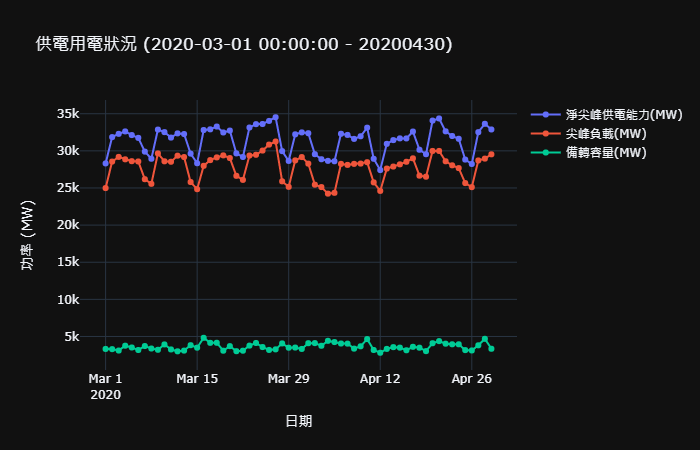 供電用電狀況 (2020-03-01 00:00:00 - 20200430)
35k
30k
25k
20k
15k
10k
5k
功率 (MW)
Mar 1
2020
Mar 15
Mar 29
Apr 12
Apr 26
日期
淨尖峰供電能力(MW)
尖峰負載(MW)
備轉容量(MW)